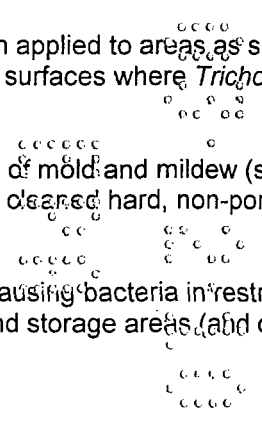 n applied to areas as s
surfaces where Tricho
of mold and mildew (s
cleaned hard, non-por
ausing bacteria in restr
nd storage areas (and o